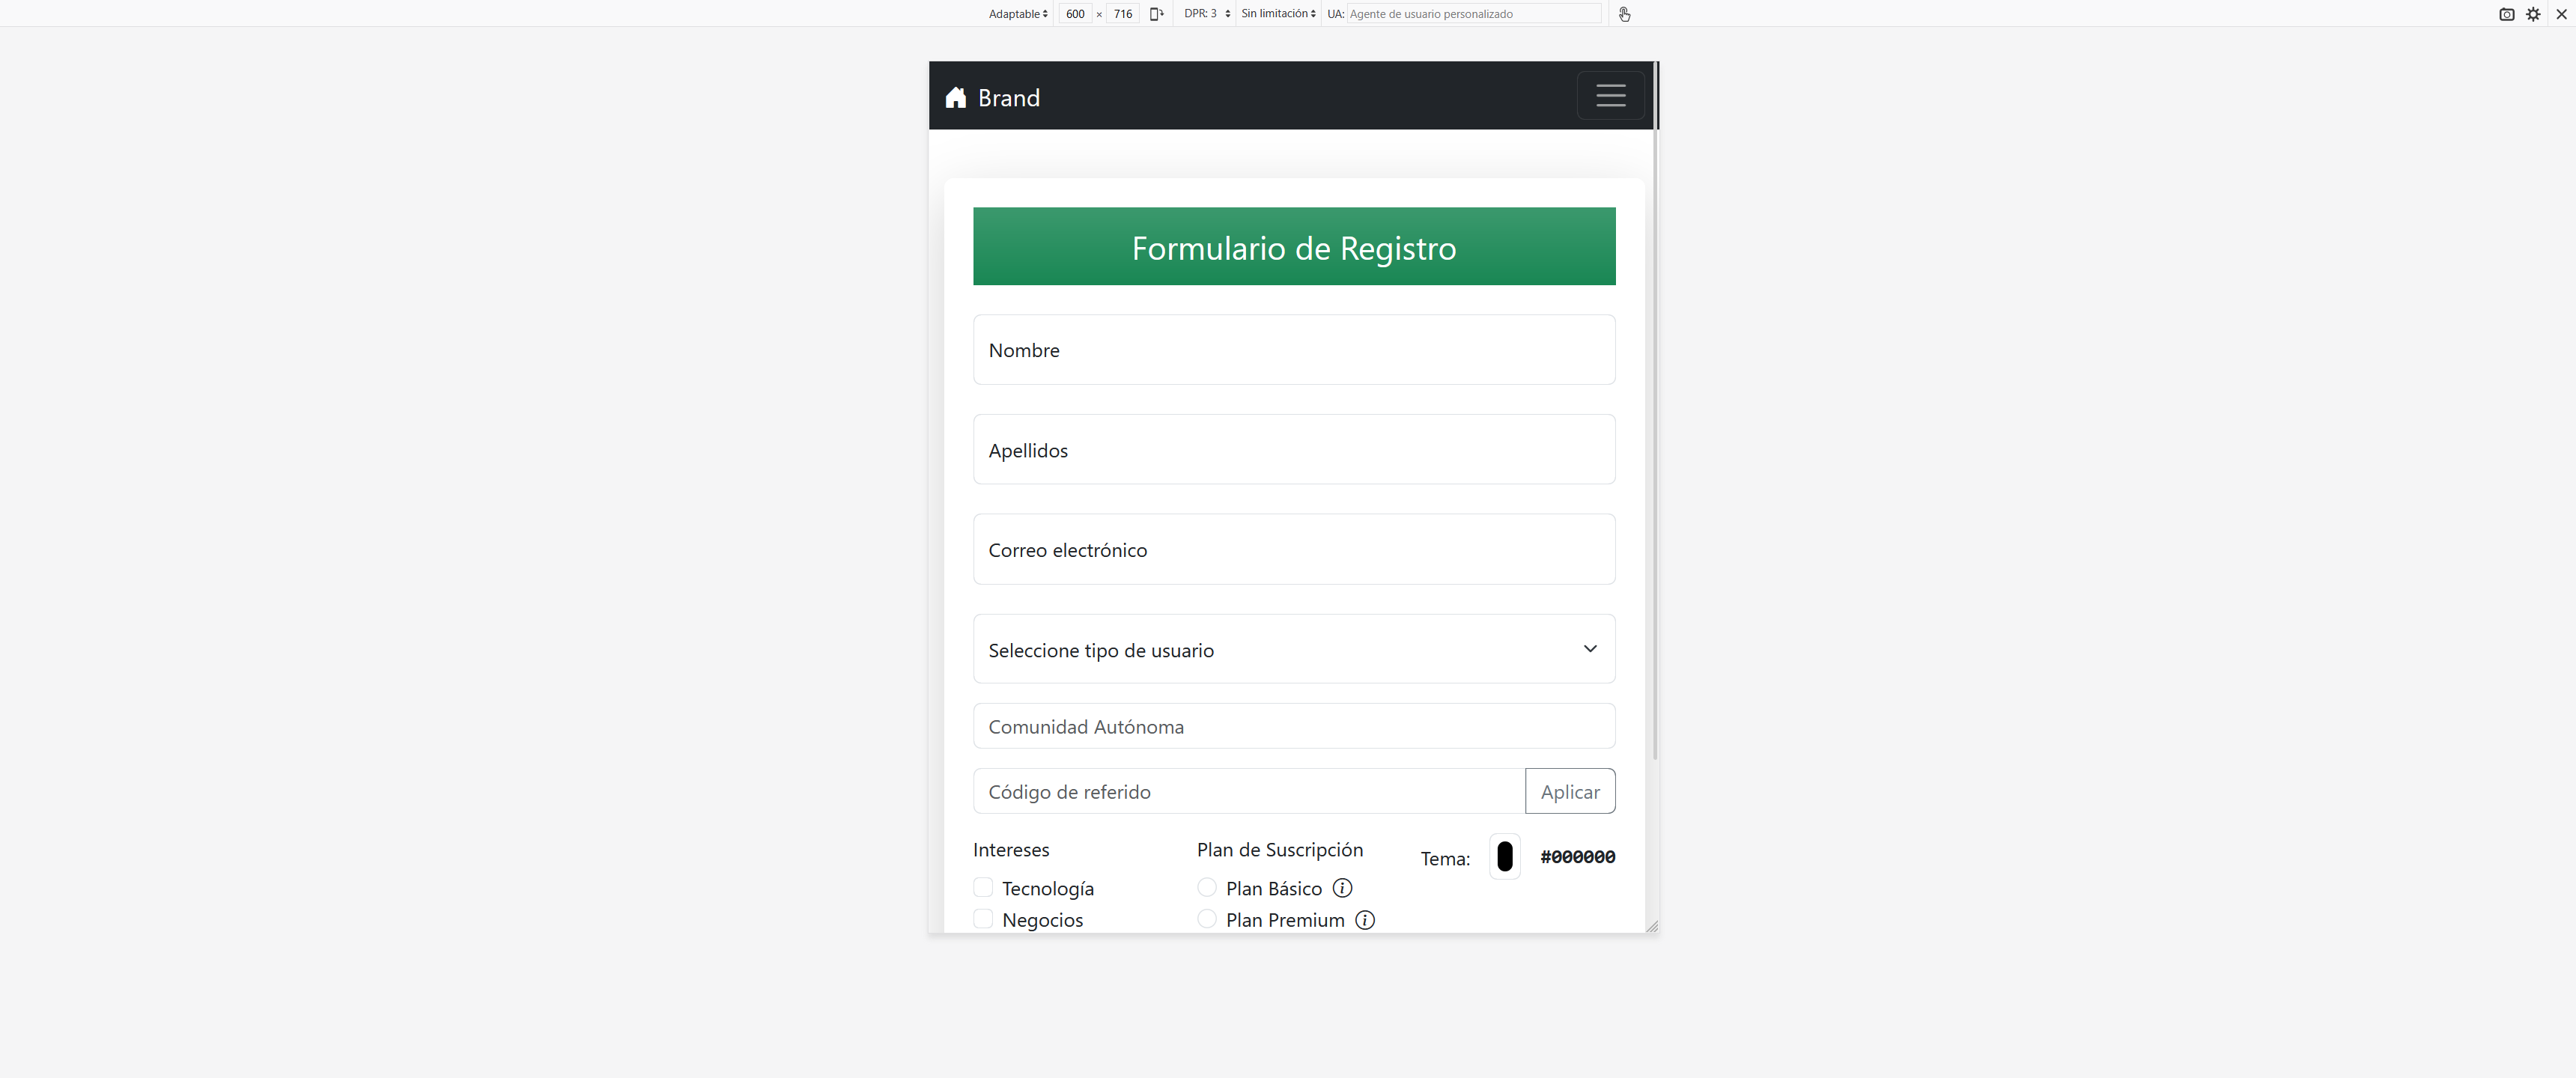 Adaptable 600 × 716 DPR: 3 Sin limitación UA: Agente de usuario personalizado
Brand
Formulario de Registro
Nombre
Apellidos
Correo electrónico
Seleccione tipo de usuario
Comunidad Autónoma
Código de referido Aplicar
Intereses Plan de Suscripción Tema: #000000
Tecnología Plan Básico
Negocios Plan Premium